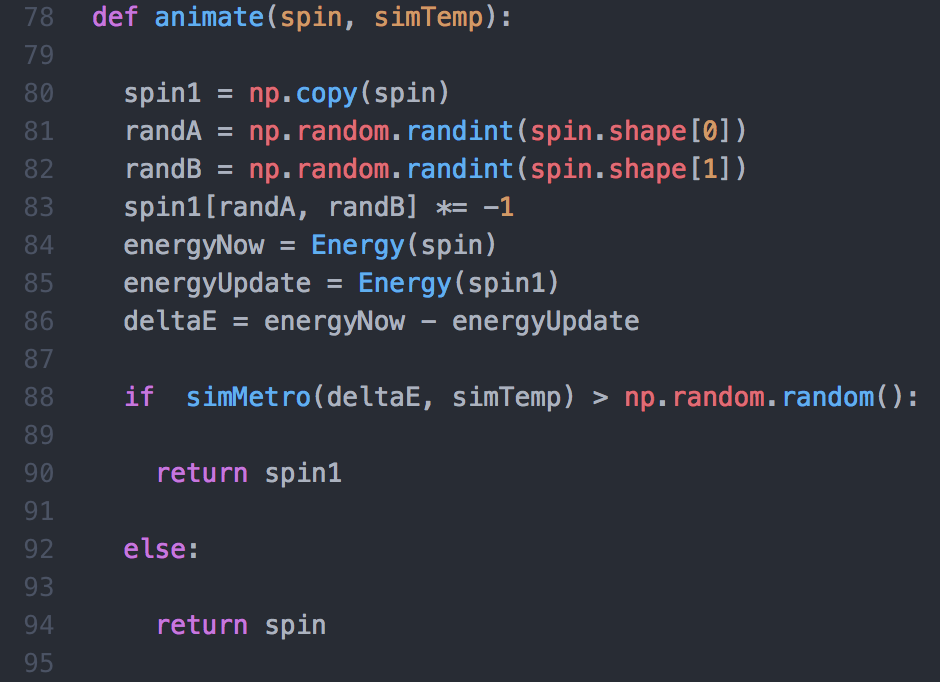 78 def animate(spin, simTemp):
79
80 spin1 = np.copy(spin)
81 randA = np.random.randint(spin.shape[0])
82 randB = np.random.randint(spin.shape[1])
83 spin1[randA, randB] *= -1
84 energyNow = Energy(spin)
85 energyUpdate = Energy(spin1)
86 deltaE = energyNow - energyUpdate
87
88 if  simMetro(deltaE, simTemp) > np.random.random():
89
90 return spin1
91
92 else:
93
94 return spin
95